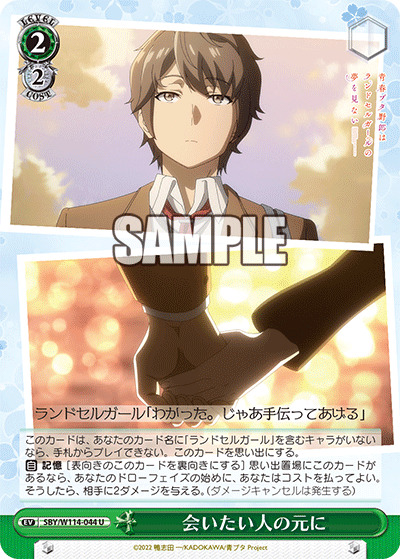 LEVEL
2
2
COST
青春ブタ野郎は
ランドセルガールの
夢を見ない
SAMPLE
ランドセルガール「わかった。じゃあ手伝ってあげる」
このカードは、あなたのカード名に「ランドセルガール」を含むキャラがいない
なら、手札からプレイできない。このカードを思い出にする。
記憶 [表向きのこのカードを裏向きにする] 思い出置場にこのカードが
あるなら、あなたのドローフェイズの始めに、あなたはコストを払ってよい。
そうしたら、相手に2ダメージを与える。(ダメージキャンセルは発生する)
EV SBY/W114-044 U
会いたい人の元に
©2022 鴨志田 一/KADOKAWA/青ブタ Project